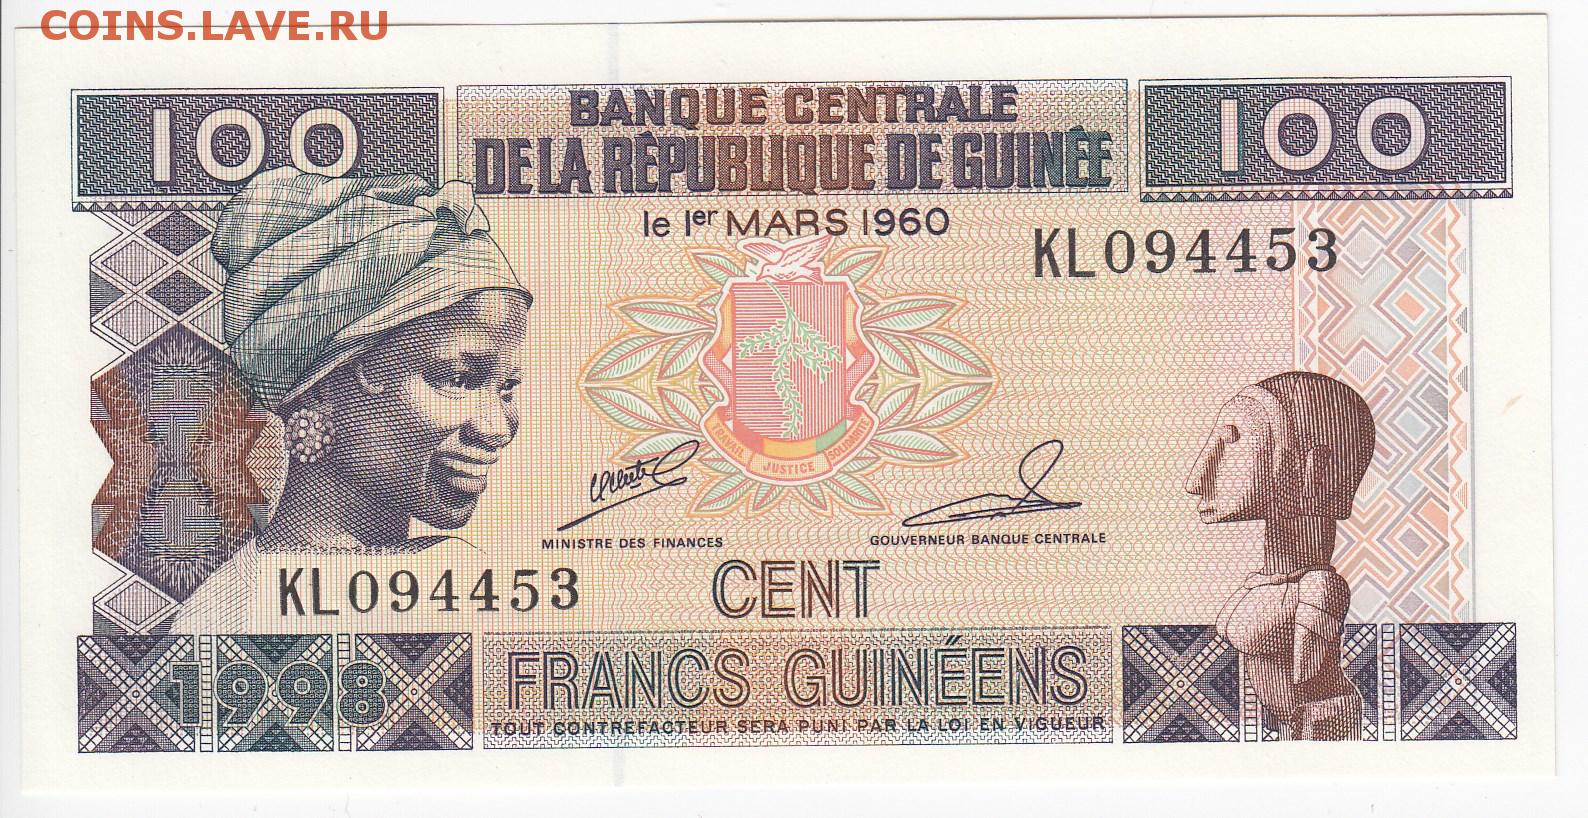 COINS.LAVE.RU
100
BANQUE CENTRALE
DE LA RÉPUBLIQUE DE GUINÉE
100
le 1er MARS 1960
KL094453
TRAVAIL JUSTICE SOLIDARITÉ
MINISTRE DES FINANCES
GOUVERNEUR BANQUE CENTRALE
KL094453
CENT
1998
FRANCS GUINÉENS
TOUT CONTREFACTEUR SERA PUNI PAR LA LOI EN VIGUEUR